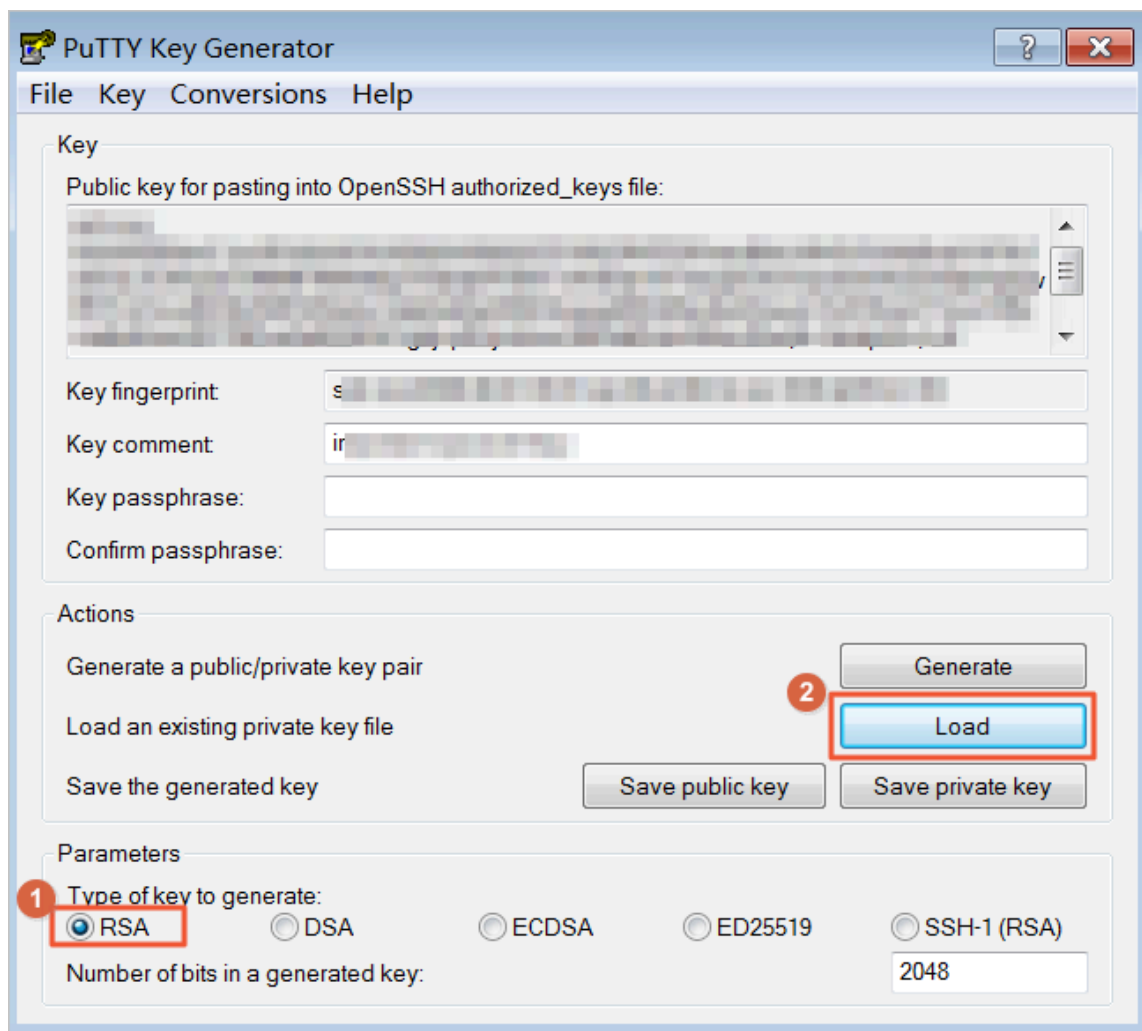 PuTTY Key Generator
File Key Conversions Help
Key
Public key for pasting into OpenSSH authorized_keys file:
Key fingerprint:
Key comment:
Key passphrase:
Confirm passphrase:
Actions
Generate a public/private key pair Generate
2
Load an existing private key file Load
Save the generated key Save public key Save private key
Parameters
1 Type of key to generate:
RSA DSA ECDSA ED25519 SSH-1 (RSA)
Number of bits in a generated key: 2048